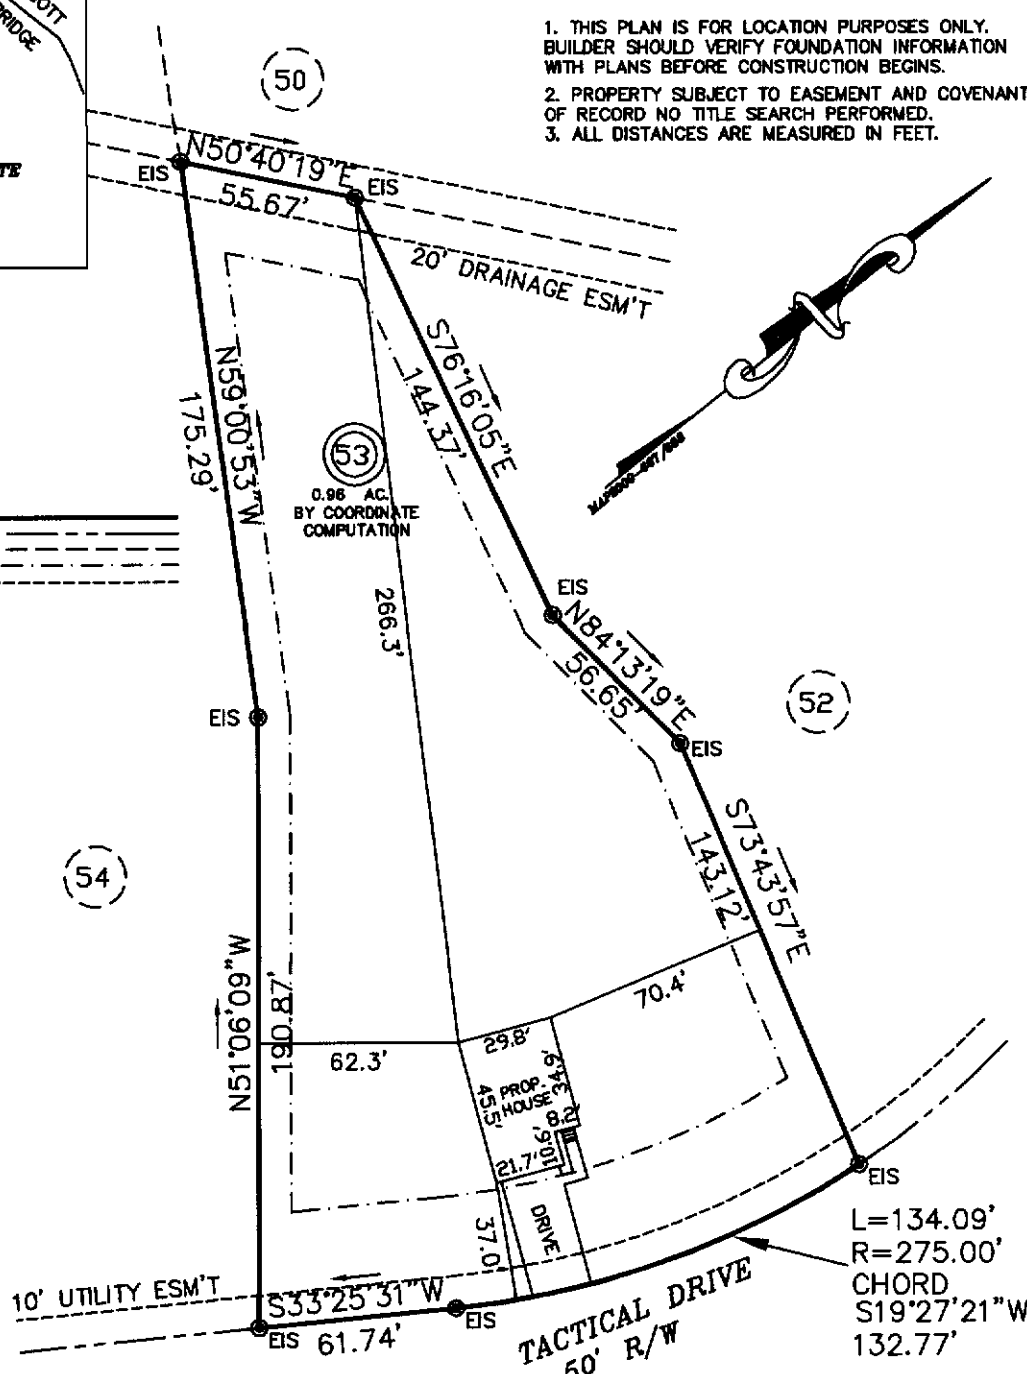 OTT
RIDGE
TE
1. THIS PLAN IS FOR LOCATION PURPOSES ONLY.
BUILDER SHOULD VERIFY FOUNDATION INFORMATION
WITH PLANS BEFORE CONSTRUCTION BEGINS.
2. PROPERTY SUBJECT TO EASEMENT AND COVENANT
OF RECORD NO TITLE SEARCH PERFORMED.
3. ALL DISTANCES ARE MEASURED IN FEET.
50
EIS
N50°40'19"E
55.67'
EIS
20' DRAINAGE ESM'T
S76°16'05"E
144.37'
N59°00'53"W
175.29'
53
0.96 AC.
BY COORDINATE
COMPUTATION
266.3'
EIS
N84°13'19"E
56.65'
EIS
52
EIS
54
S73°43'57"E
143.12'
N51°06'09"W
190.87'
62.3'
29.8'
70.4'
PROP.
HOUSE
45.5'
34.9'
8.2'
10.6'
21.7'
DRIVE
37.0'
EIS
L=134.09'
R=275.00'
CHORD
S19°27'21"W
132.77'
10' UTILITY ESM'T
S33°25'31"W
61.74'
EIS
EIS
TACTICAL DRIVE
50' R/W